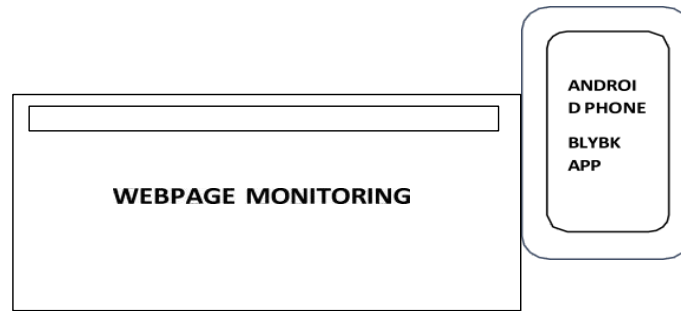 ANDROI
D PHONE
BLYBK
APP
WEBPAGE MONITORING